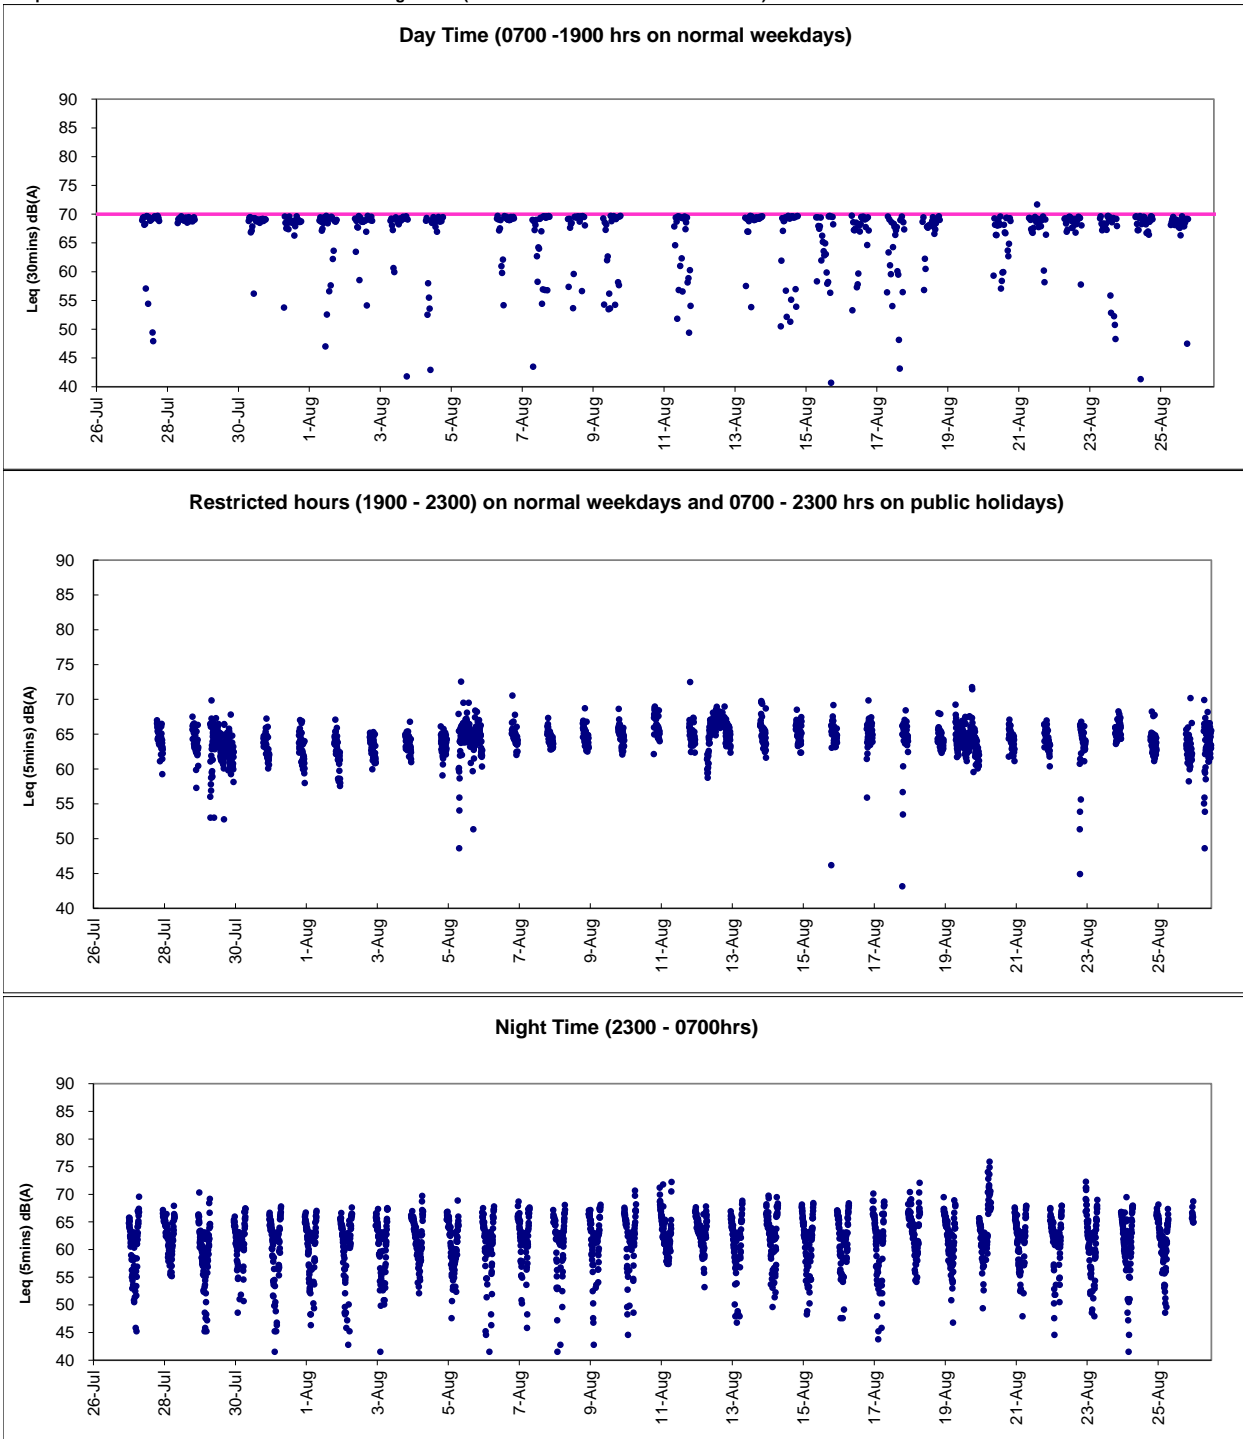 Day Time (0700 -1900 hrs on normal weekdays)
Leq (30mins) dB(A)
90
85
80
75
70
65
60
55
50
45
40
26-Jul
28-Jul
30-Jul
1-Aug
3-Aug
5-Aug
7-Aug
9-Aug
11-Aug
13-Aug
15-Aug
17-Aug
19-Aug
21-Aug
23-Aug
25-Aug
Restricted hours (1900 - 2300) on normal weekdays and 0700 - 2300 hrs on public holidays)
Leq (5mins) dB(A)
90
85
80
75
70
65
60
55
50
45
40
26-Jul
28-Jul
30-Jul
1-Aug
3-Aug
5-Aug
7-Aug
9-Aug
11-Aug
13-Aug
15-Aug
17-Aug
19-Aug
21-Aug
23-Aug
25-Aug
Night Time (2300 - 0700hrs)
Leq (5mins) dB(A)
90
85
80
75
70
65
60
55
50
45
40
26-Jul
28-Jul
30-Jul
1-Aug
3-Aug
5-Aug
7-Aug
9-Aug
11-Aug
13-Aug
15-Aug
17-Aug
19-Aug
21-Aug
23-Aug
25-Aug